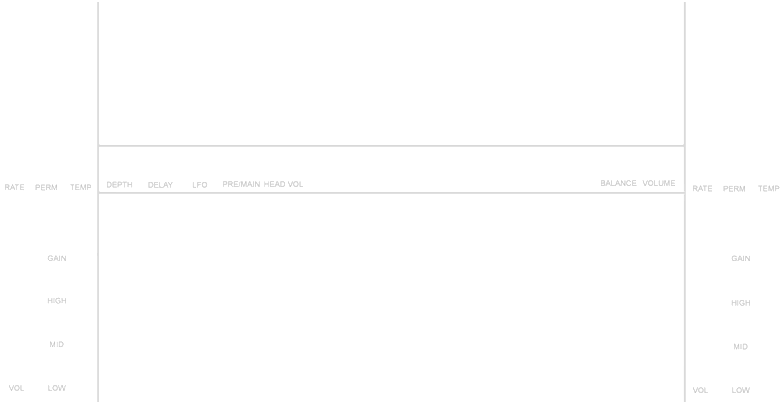 RATE PERM TEMP DEPTH DELAY LFO PRE/MAIN HEAD VOL BALANCE VOLUME RATE PERM TEMP
GAIN GAIN
HIGH HIGH
MID MID
VOL LOW VOL LOW